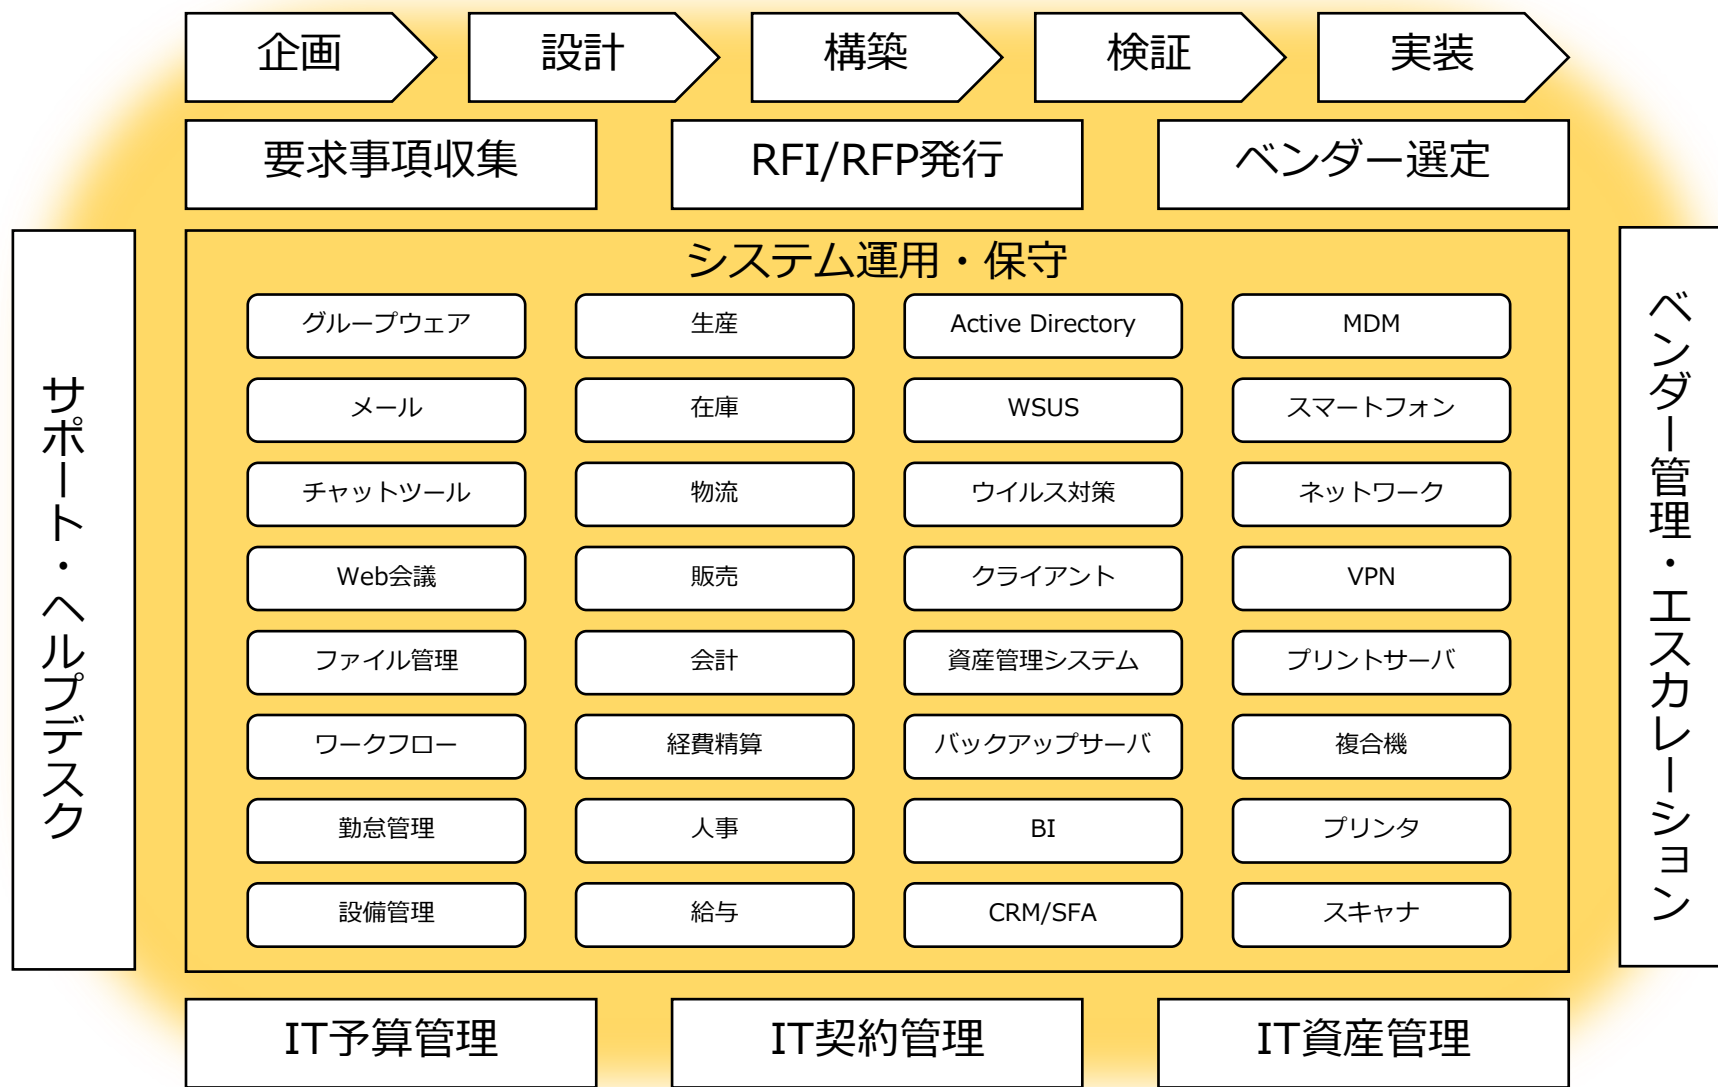 企画
設計
構築
検証
実装
要求事項収集
RFI/RFP発行
ベンダー選定
サポート・ヘルプデスク
システム運用・保守
グループウェア
生産
Active Directory
MDM
メール
在庫
WSUS
スマートフォン
チャットツール
物流
ウイルス対策
ネットワーク
Web会議
販売
クライアント
VPN
ファイル管理
会計
資産管理システム
プリントサーバ
ワークフロー
経費精算
バックアップサーバ
複合機
勤怠管理
人事
BI
プリンタ
設備管理
給与
CRM/SFA
スキャナ
ベンダー管理・エスカレーション
IT予算管理
IT契約管理
IT資産管理